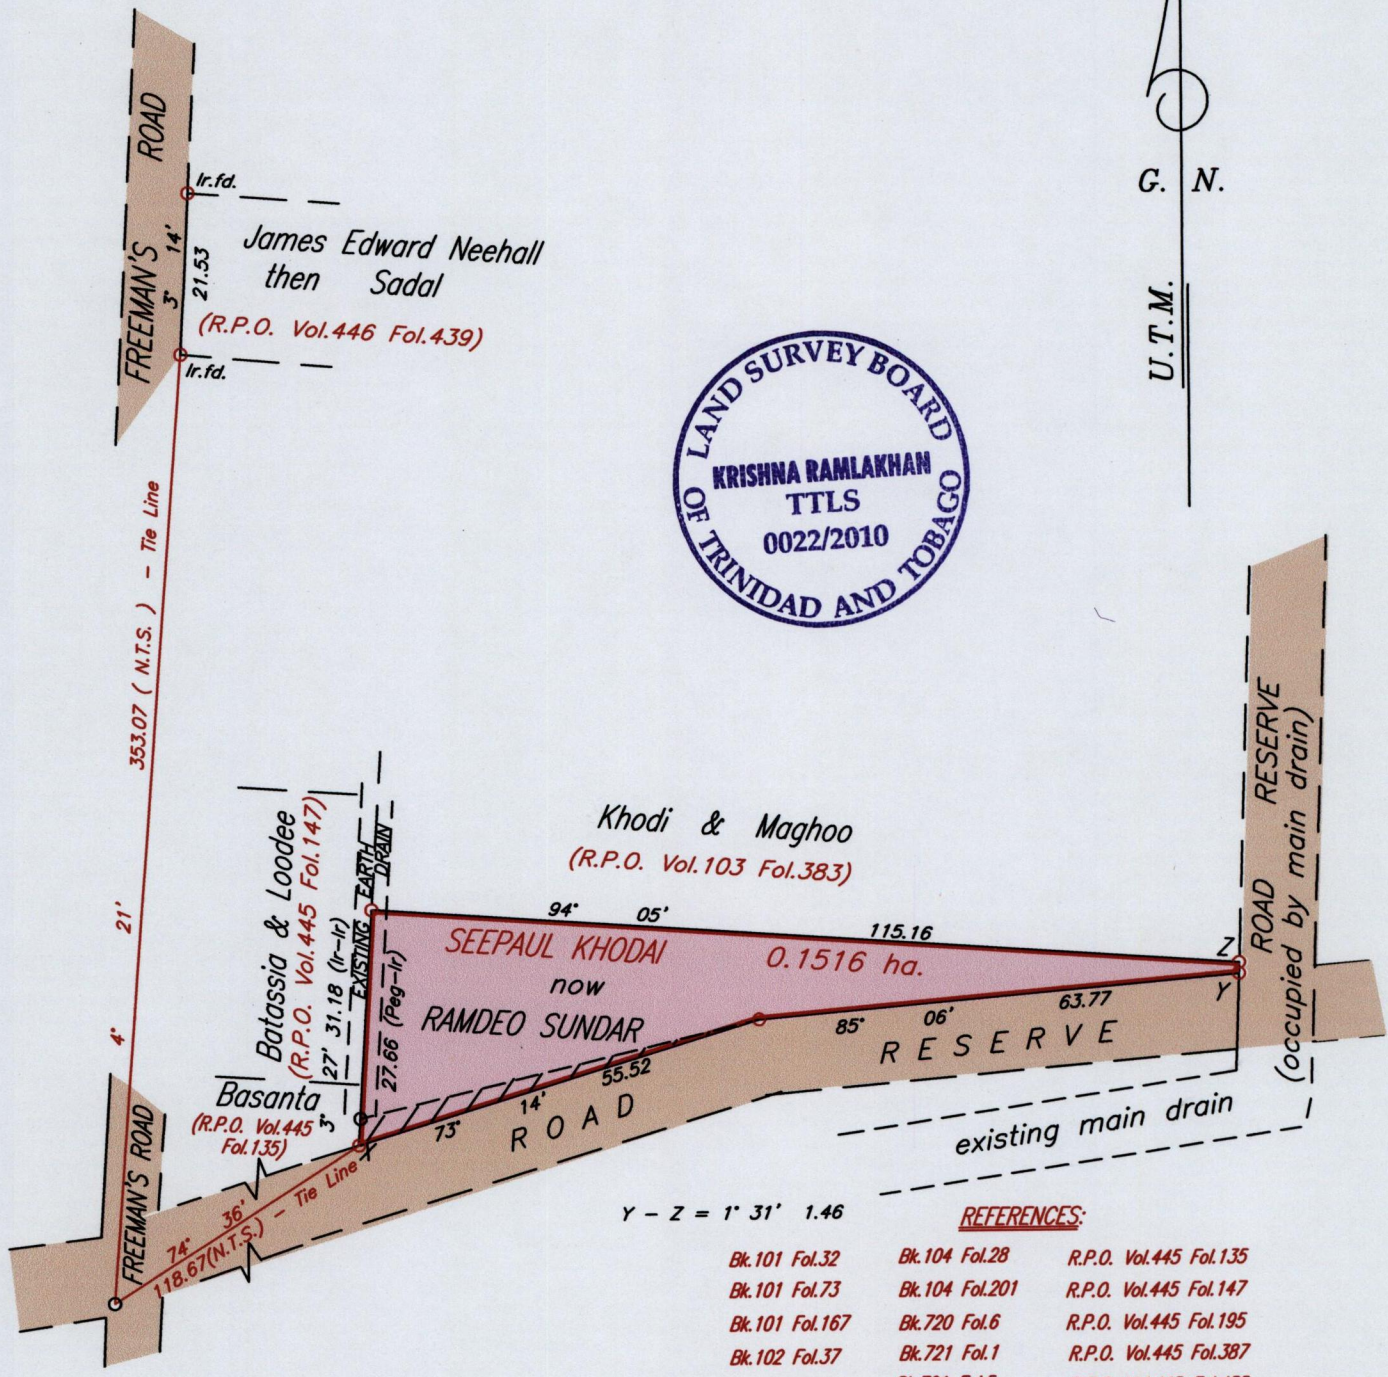 FREEMAN'S ROAD
Ir.fd.
3° 14'
21.53
Ir.fd.
James Edward Neehall
then Sadal
(R.P.O. Vol.446 Fol.439)
G. N.
U.T.M.
LAND SURVEY BOARD
KRISHNA RAMLAKHAN
TTLS
0022/2010
OF TRINIDAD AND TOBAGO
4° 21' 353.07 ( N.T.S. ) - Tie Line
ROAD RESERVE
(occupied by main drain)
Batassia & Loodee
(R.P.O. Vol.445 Fol.147)
3° 27' 31.18 (Ir-Ir)
EXISTING EARTH
DRAIN
27.66 (Peg-Ir)
Khodi & Maghoo
(R.P.O. Vol.103 Fol.383)
94° 05' 115.16
SEEPAUL KHODAI
0.1516 ha.
now
RAMDEO SUNDAR
Z
Y
85° 06' 63.77
73° 14' 55.52
ROAD RESERVE
Basanta
(R.P.O. Vol.445
Fol.135)
X
existing main drain
FREEMAN'S ROAD
74° 36'
118.67(N.T.S.) - Tie Line
Y - Z = 1° 31' 1.46
REFERENCES:
Bk.101 Fol.32 Bk.104 Fol.28 R.P.O. Vol.445 Fol.135
Bk.101 Fol.73 Bk.104 Fol.201 R.P.O. Vol.445 Fol.147
Bk.101 Fol.167 Bk.720 Fol.6 R.P.O. Vol.445 Fol.195
Bk.102 Fol.37 Bk.721 Fol.1 R.P.O. Vol.445 Fol.387